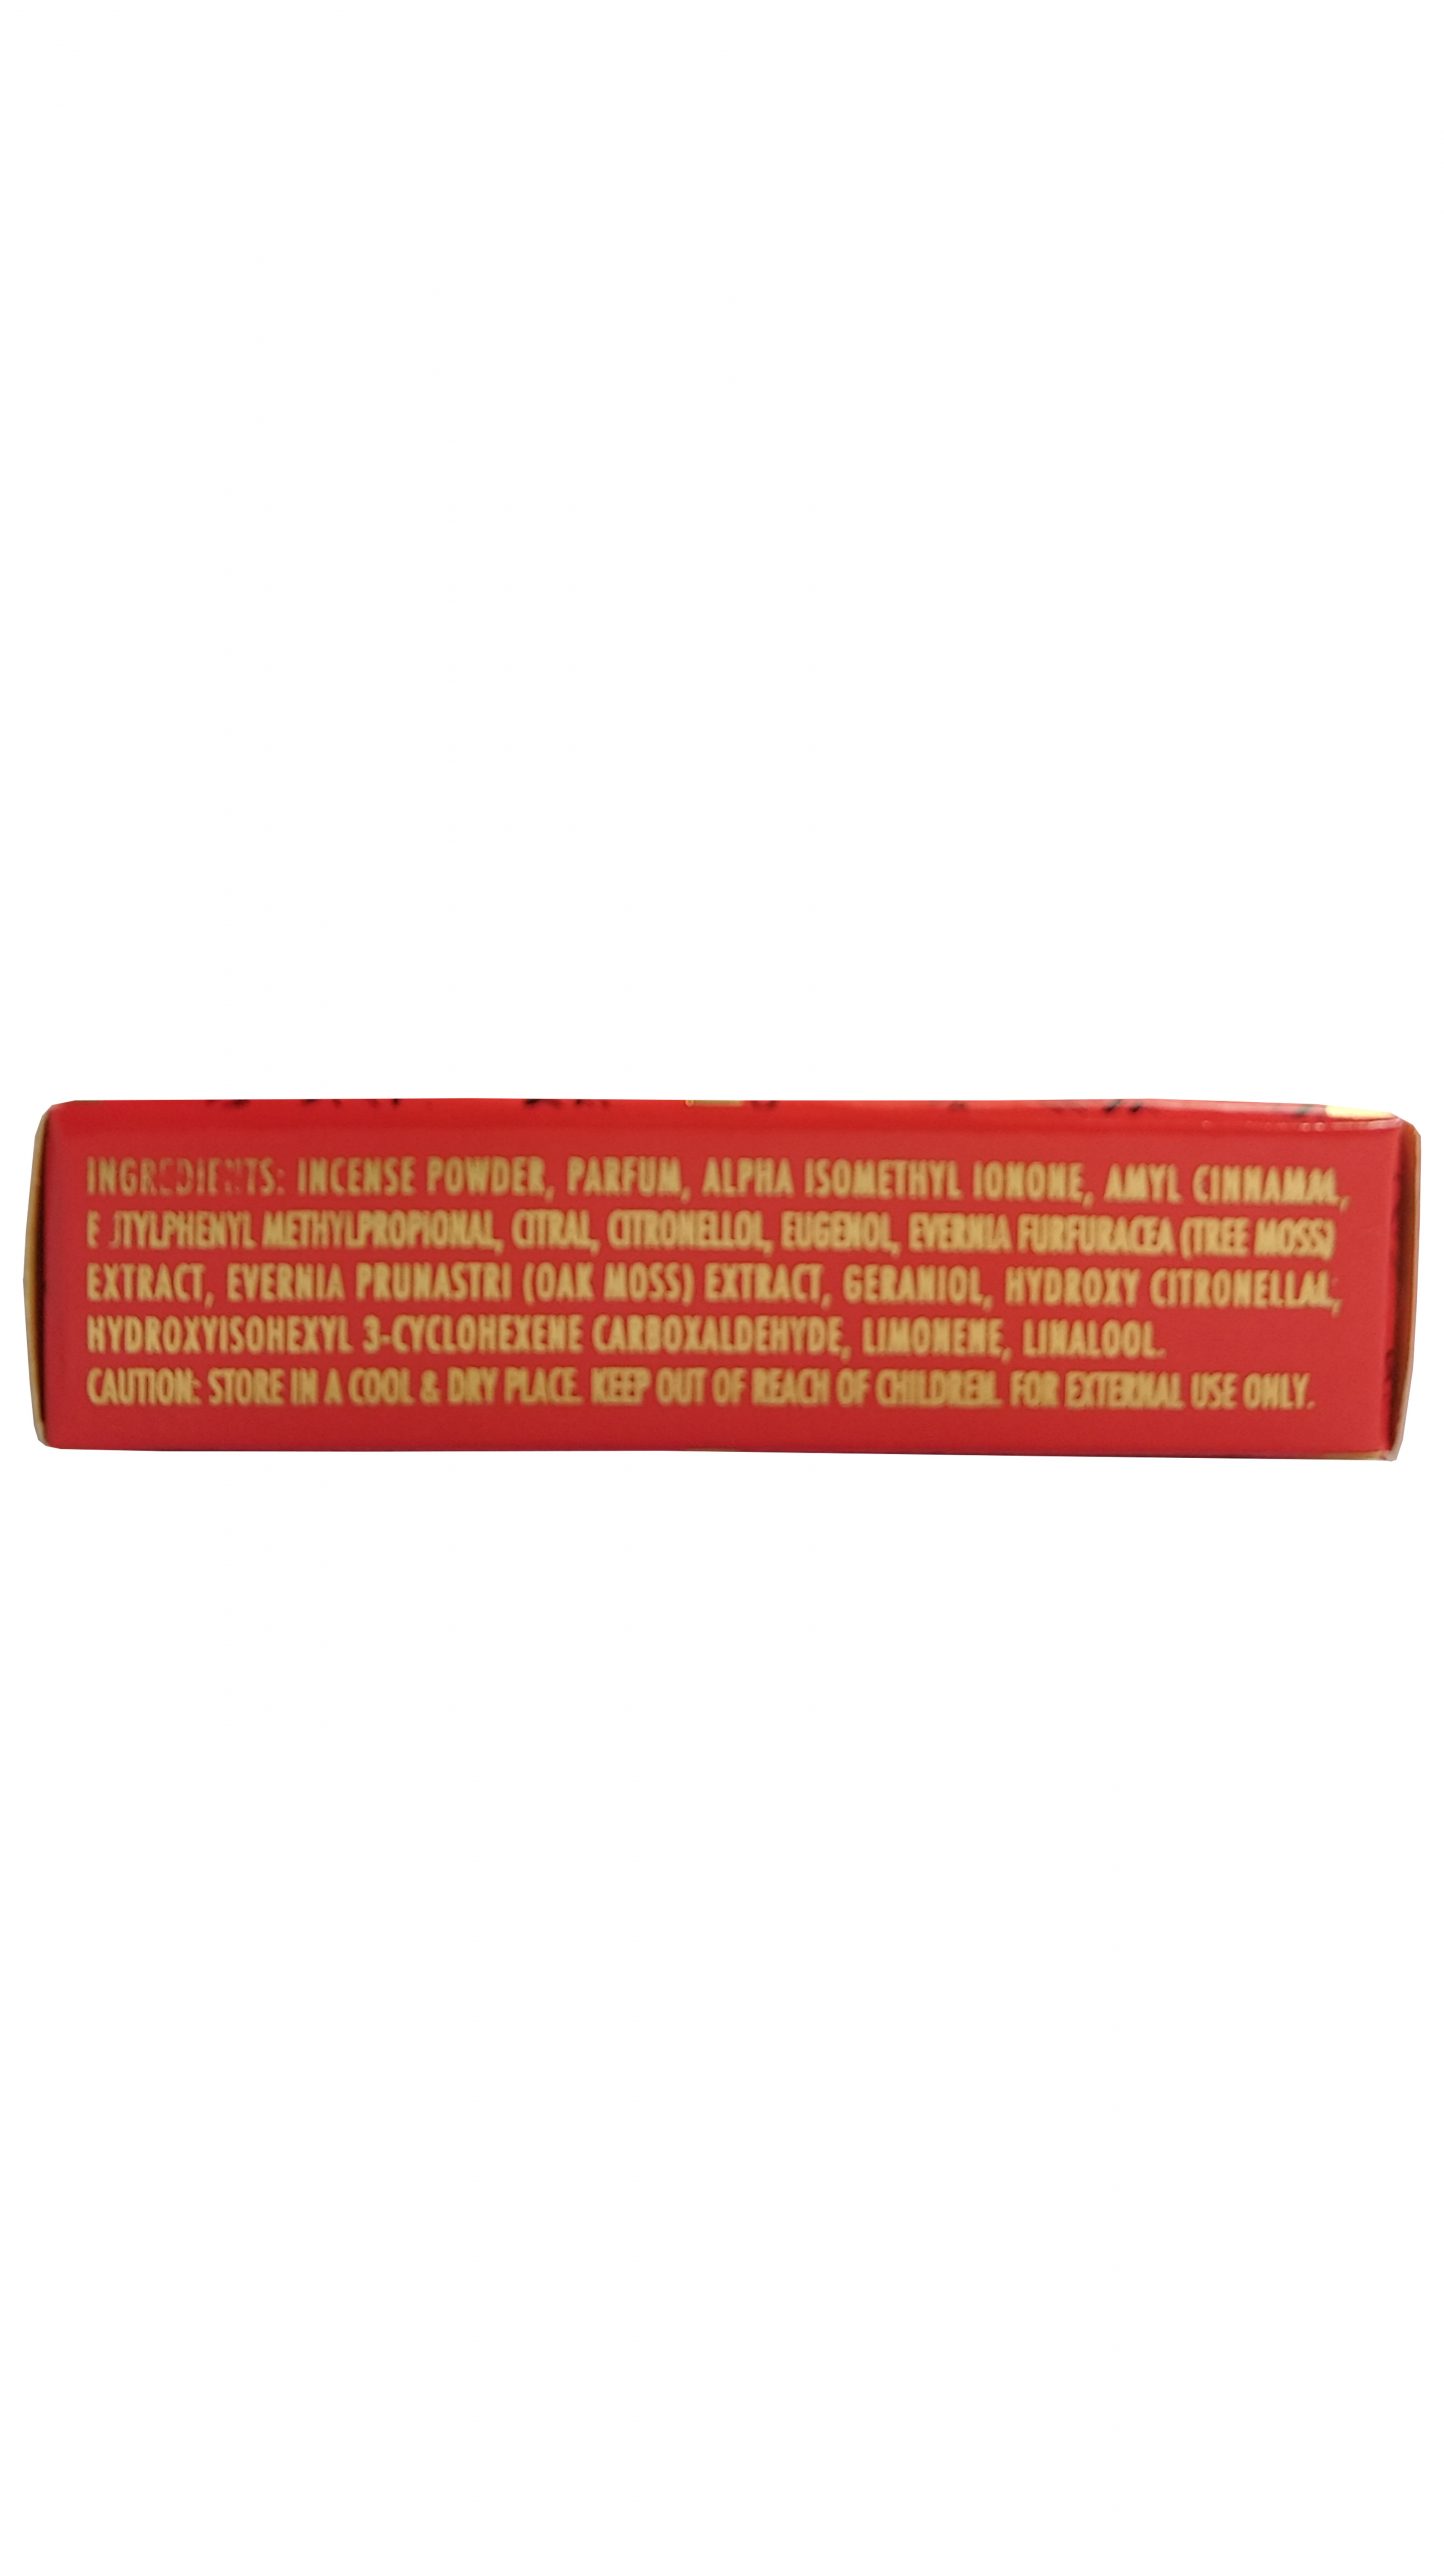 INGREDIENTS: INCENSE POWDER, PARFUM, ALPHA ISOMETHYL IONONE, AMYL CINNAMAL,
METHYLPROPIONAL, CITRAL, CITRONELLOL, EUGENOL, EVERNIA FURFURACEA (TREE MOSS)
EXTRACT, EVERNIA PRUNASTRI (OAK MOSS) EXTRACT, GERANIOL, HYDROXY CITRONELLAL,
HYDROXYISOHEXYL 3-CYCLOHEXENE CARBOXALDEHYDE, LIMONENE, LINALOOL.
CAUTION: STORE IN A COOL & DRY PLACE. KEEP OUT OF REACH OF CHILDREN. FOR EXTERNAL USE ONLY.